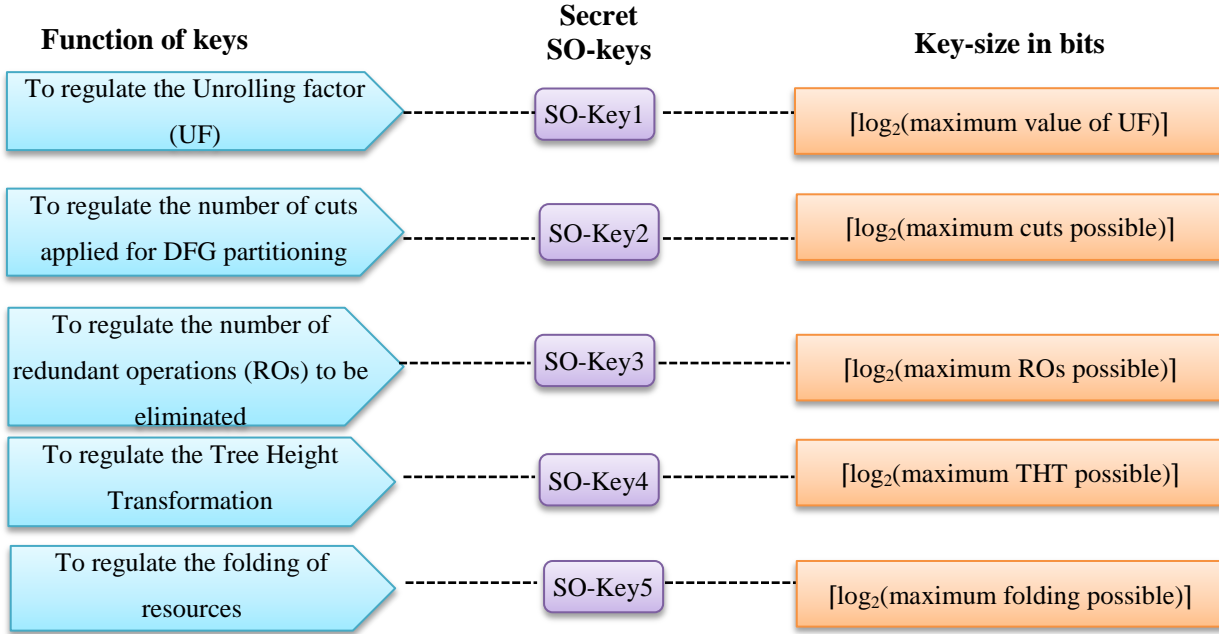 Function of keys
Secret
SO-keys
Key-size in bits
To regulate the Unrolling factor
(UF)
SO-Key1
⌈log₂(maximum value of UF)⌉
To regulate the number of cuts
applied for DFG partitioning
SO-Key2
⌈log₂(maximum cuts possible)⌉
To regulate the number of
redundant operations (ROs) to be
eliminated
SO-Key3
⌈log₂(maximum ROs possible)⌉
To regulate the Tree Height
Transformation
SO-Key4
⌈log₂(maximum THT possible)⌉
To regulate the folding of
resources
SO-Key5
⌈log₂(maximum folding possible)⌉